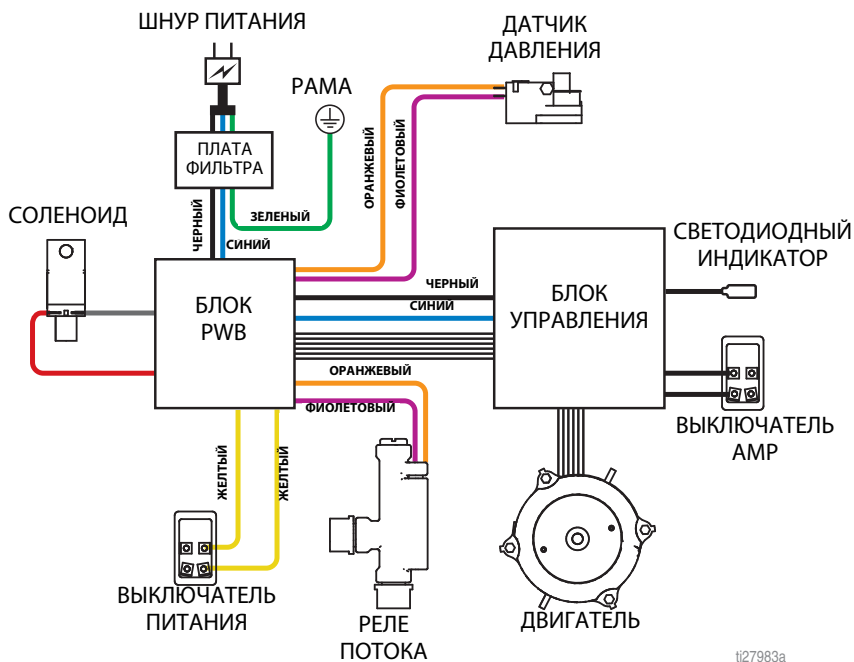 ШНУР ПИТАНИЯ
ДАТЧИК
ДАВЛЕНИЯ
РАМА
ПЛАТА
ФИЛЬТРА
ОРАНЖЕВЫЙ
ФИОЛЕТОВЫЙ
СОЛЕНОИД
ЧЕРНЫЙ
ЗЕЛЕНЫЙ
СИНИЙ
СВЕТОДИОДНЫЙ
ИНДИКАТОР
БЛОК
PWB
ЧЕРНЫЙ
СИНИЙ
БЛОК
УПРАВЛЕНИЯ
ОРАНЖЕВЫЙ
ФИОЛЕТОВЫЙ
ВЫКЛЮЧАТЕЛЬ
AMP
ЖЕЛТЫЙ
ЖЕЛТЫЙ
ВЫКЛЮЧАТЕЛЬ
ПИТАНИЯ
РЕЛЕ
ПОТОКА
ДВИГАТЕЛЬ
ti27983a